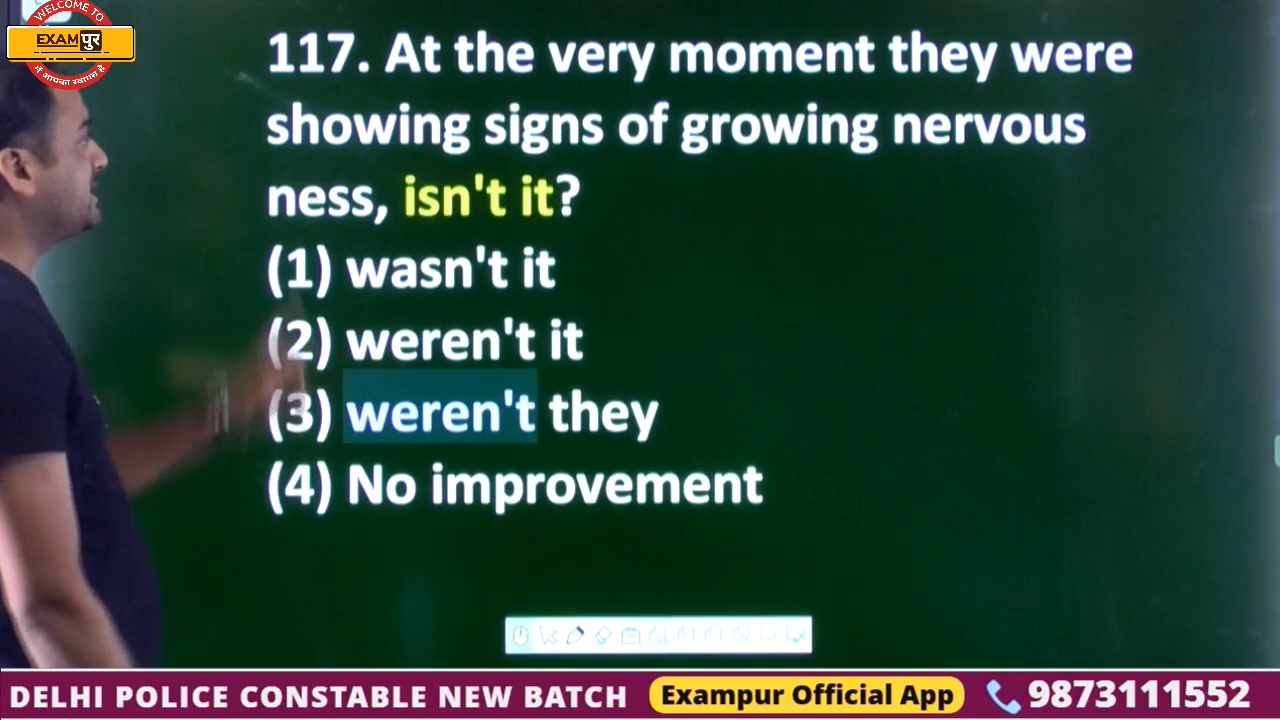 WELCOME TO
EXAMपुर
में आपका स्वागत है
117. At the very moment they were
showing signs of growing nervous
ness, isn't it?
(1) wasn't it
(2) weren't it
(3) weren't they
(4) No improvement
DELHI POLICE CONSTABLE NEW BATCH
Exampur Official App
9873111552